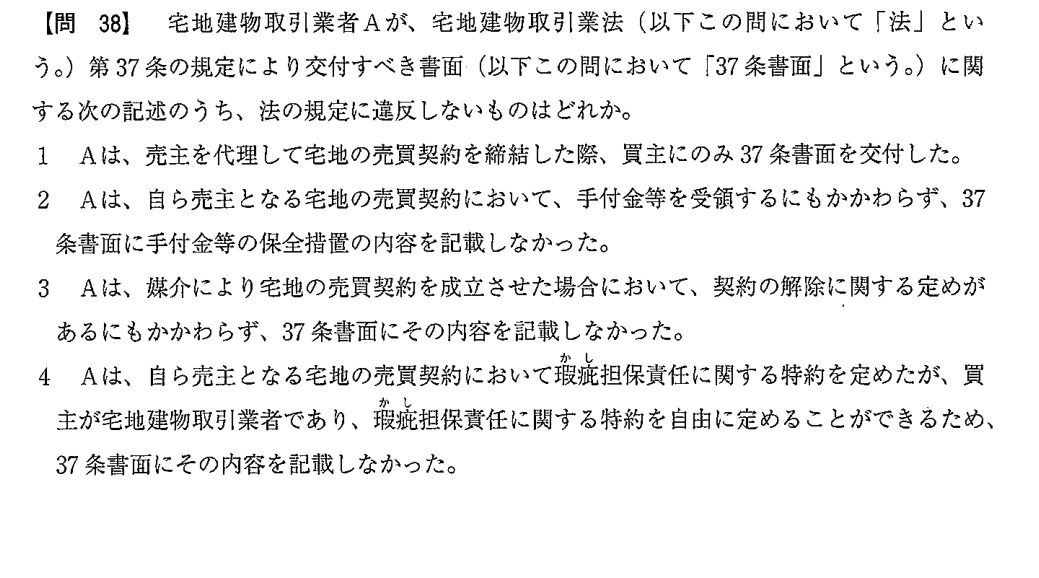 【問 38】 宅地建物取引業者Aが、宅地建物取引業法（以下この問において「法」とい
う。）第37条の規定により交付すべき書面（以下この問において「37条書面」という。）に関
する次の記述のうち、法の規定に違反しないものはどれか。
1 Aは、売主を代理して宅地の売買契約を締結した際、買主にのみ37条書面を交付した。
2 Aは、自ら売主となる宅地の売買契約において、手付金等を受領するにもかかわらず、37
条書面に手付金等の保全措置の内容を記載しなかった。
3 Aは、媒介により宅地の売買契約を成立させた場合において、契約の解除に関する定めが
あるにもかかわらず、37条書面にその内容を記載しなかった。
4 Aは、自ら売主となる宅地の売買契約において瑕疵担保責任に関する特約を定めたが、買
主が宅地建物取引業者であり、瑕疵担保責任に関する特約を自由に定めることができるため、
37条書面にその内容を記載しなかった。